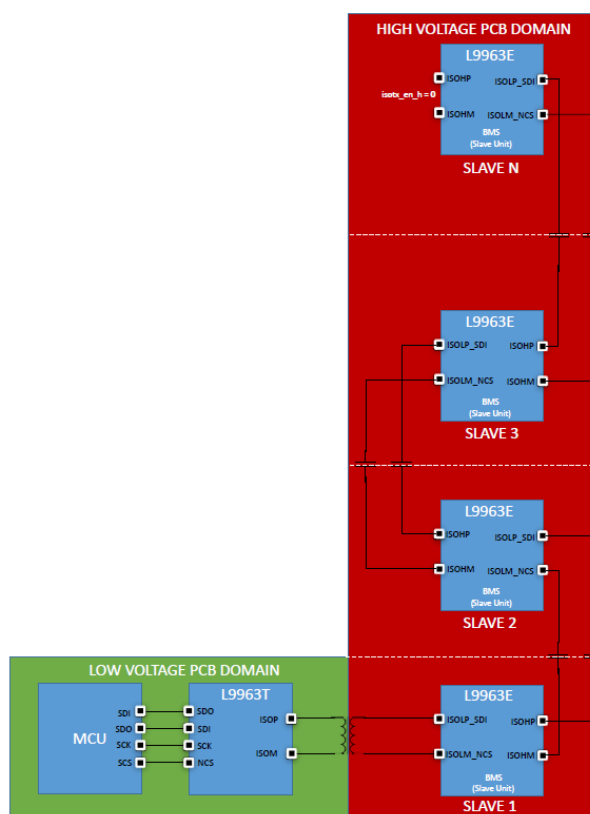 HIGH VOLTAGE PCB DOMAIN
L9963E
ISOHP
ISOLP_SDI
isotx_en_h = 0
ISOHM
ISOLM_NCS
BMS
(Slave Unit)
SLAVE N
L9963E
ISOLP_SDI
ISOHP
ISOLM_NCS
ISOHM
BMS
(Slave Unit)
SLAVE 3
L9963E
ISOHP
ISOLP_SDI
ISOHM
ISOLM_NCS
BMS
(Slave Unit)
SLAVE 2
LOW VOLTAGE PCB DOMAIN
MCU
SDI
SDO
SCK
SCS
L9963T
SDO
SDI
SCK
NCS
ISOP
ISOM
L9963E
ISOLP_SDI
ISOHP
ISOLM_NCS
ISOHM
BMS
(Slave Unit)
SLAVE 1